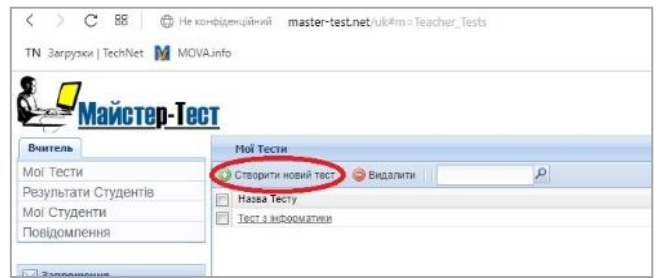 Не конфіденційний master-test.net/uk#m=Teacher_Tests
TN Загрузки | TechNet M MOVA.info
Майстер-Тест
Вчитель
Мої Тести
Мої Тести
Створити новий тест Видалити
Результати Студентів
Назва Тесту
Мої Студенти
Тест з інформатики
Повідомлення
Запрошення